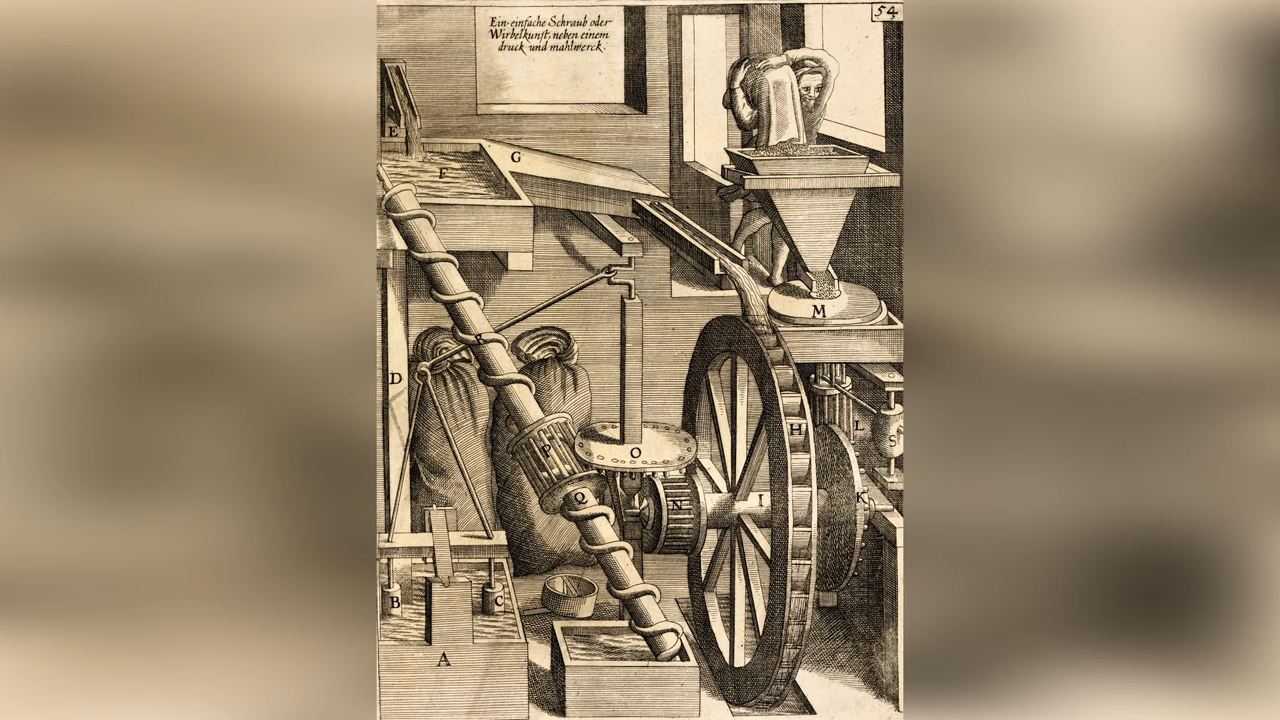 54
Ein einfache Schraub oder
Wirbelkunst, neben einem
druck und mahlwerck.
E
G
F
M
R
D
H
L
P
O
S
Q
N
I
K
B
C
A